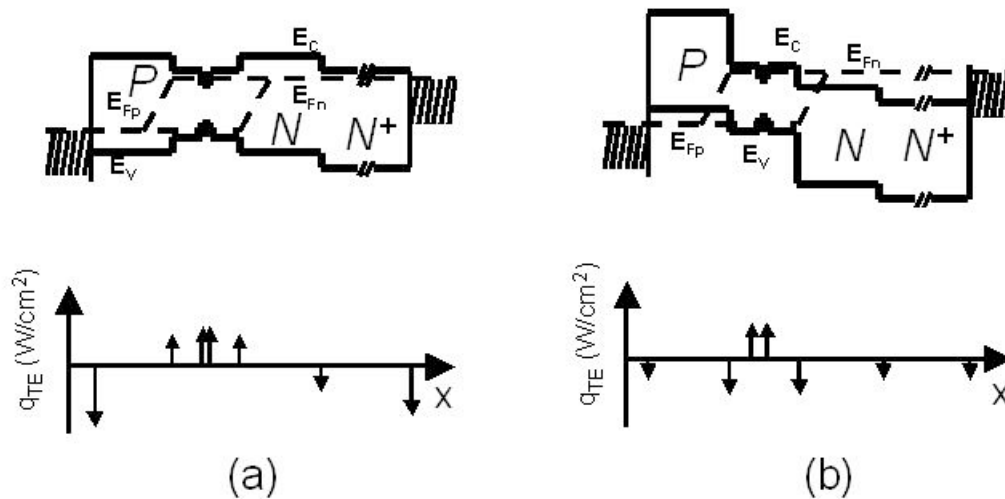 E_C
P
E_Fp
E_Fn
N
N⁺
E_V
q_TE (W/cm²)
x
(a)
P
E_C
E_Fn
E_Fp
E_V
N
N⁺
q_TE (W/cm²)
x
(b)